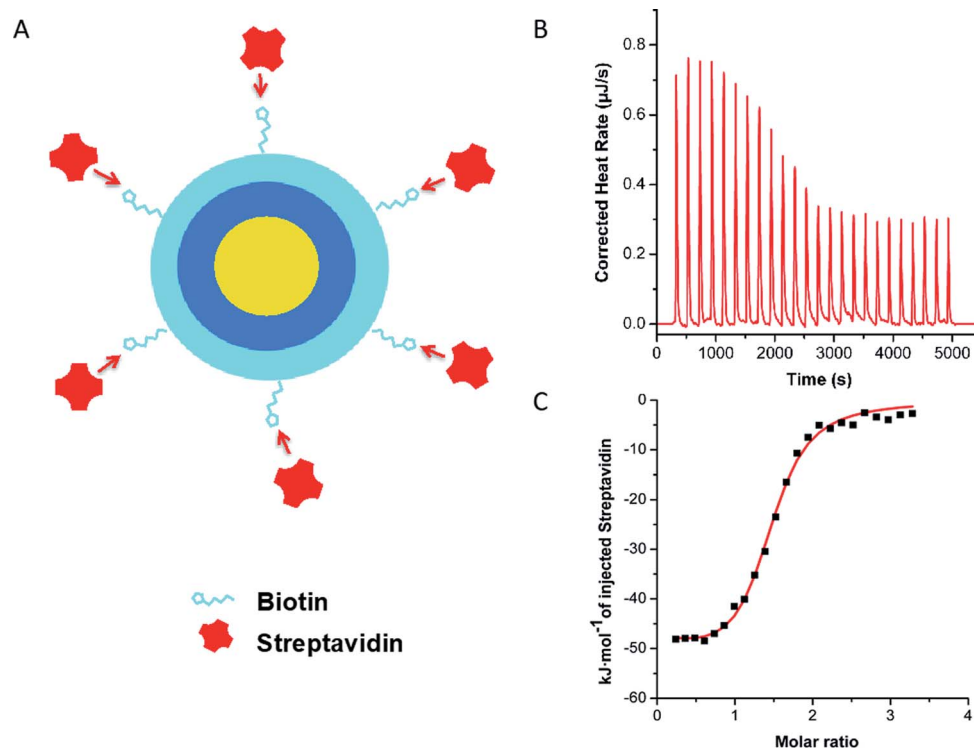 A
Biotin
Streptavidin
B
Corrected Heat Rate (µJ/s)
0.8
0.6
0.4
0.2
0.0
0 1000 2000 3000 4000 5000
Time (s)
C
kJ·mol⁻¹ of injected Streptavidin
0
-10
-20
-30
-40
-50
-60
0 1 2 3 4
Molar ratio